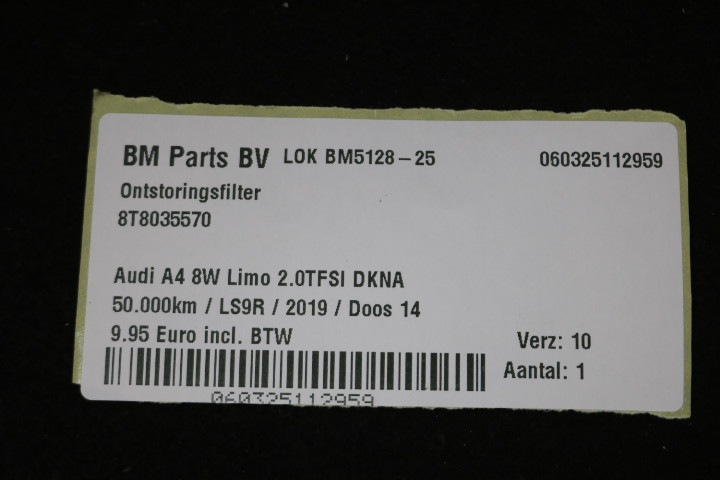 BM Parts BV LOK BM5128-25 060325112959
Ontstoringsfilter
8T8035570
Audi A4 8W Limo 2.0TFSI DKNA
50.000km / LS9R / 2019 / Doos 14
9.95 Euro incl. BTW
Verz: 10
Aantal: 1
060325112959